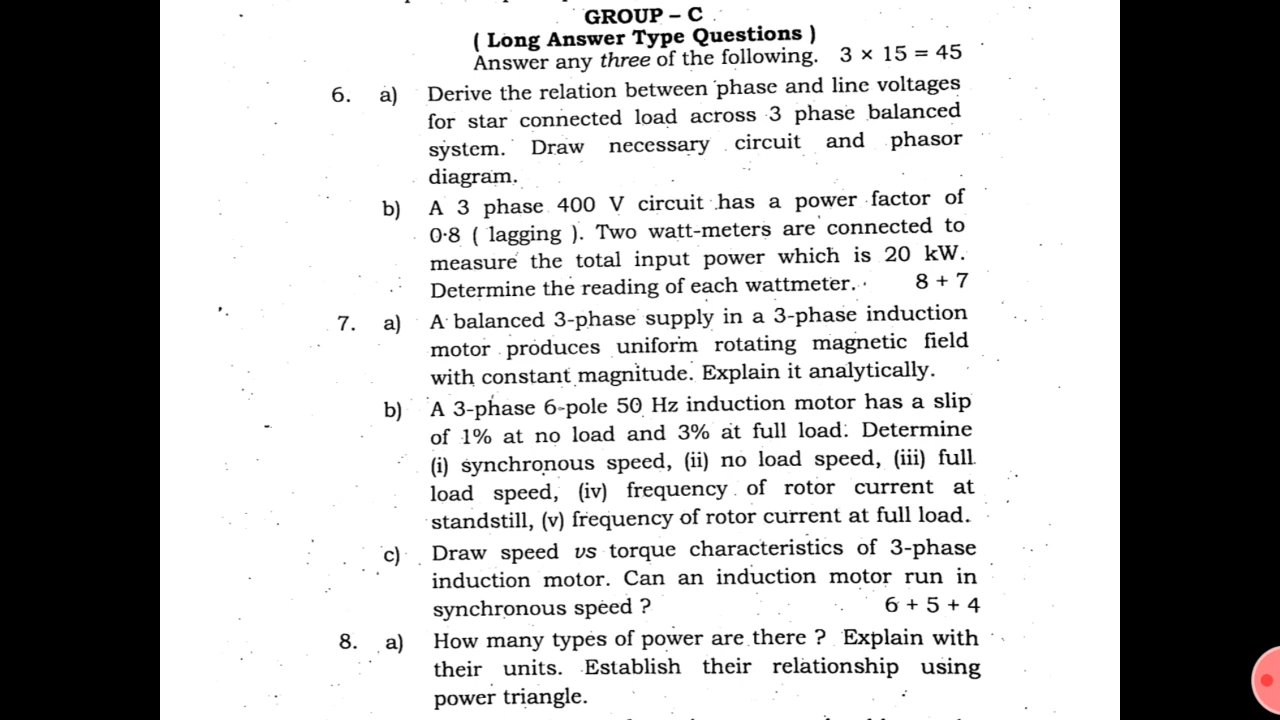 GROUP – C
( Long Answer Type Questions )
Answer any three of the following. 3 × 15 = 45
6. a) Derive the relation between phase and line voltages
for star connected load across 3 phase balanced
system. Draw necessary circuit and phasor
diagram.
b) A 3 phase 400 V circuit has a power factor of
0·8 ( lagging ). Two watt-meters are connected to
measure the total input power which is 20 kW.
Determine the reading of each wattmeter. 8 + 7
7. a) A balanced 3-phase supply in a 3-phase induction
motor produces uniform rotating magnetic field
with constant magnitude. Explain it analytically.
b) A 3-phase 6-pole 50 Hz induction motor has a slip
of 1% at no load and 3% at full load. Determine
(i) synchronous speed, (ii) no load speed, (iii) full
load speed, (iv) frequency of rotor current at
standstill, (v) frequency of rotor current at full load.
c) Draw speed vs torque characteristics of 3-phase
induction motor. Can an induction motor run in
synchronous speed ? 6 + 5 + 4
8. a) How many types of power are there ? Explain with
their units. Establish their relationship using
power triangle.